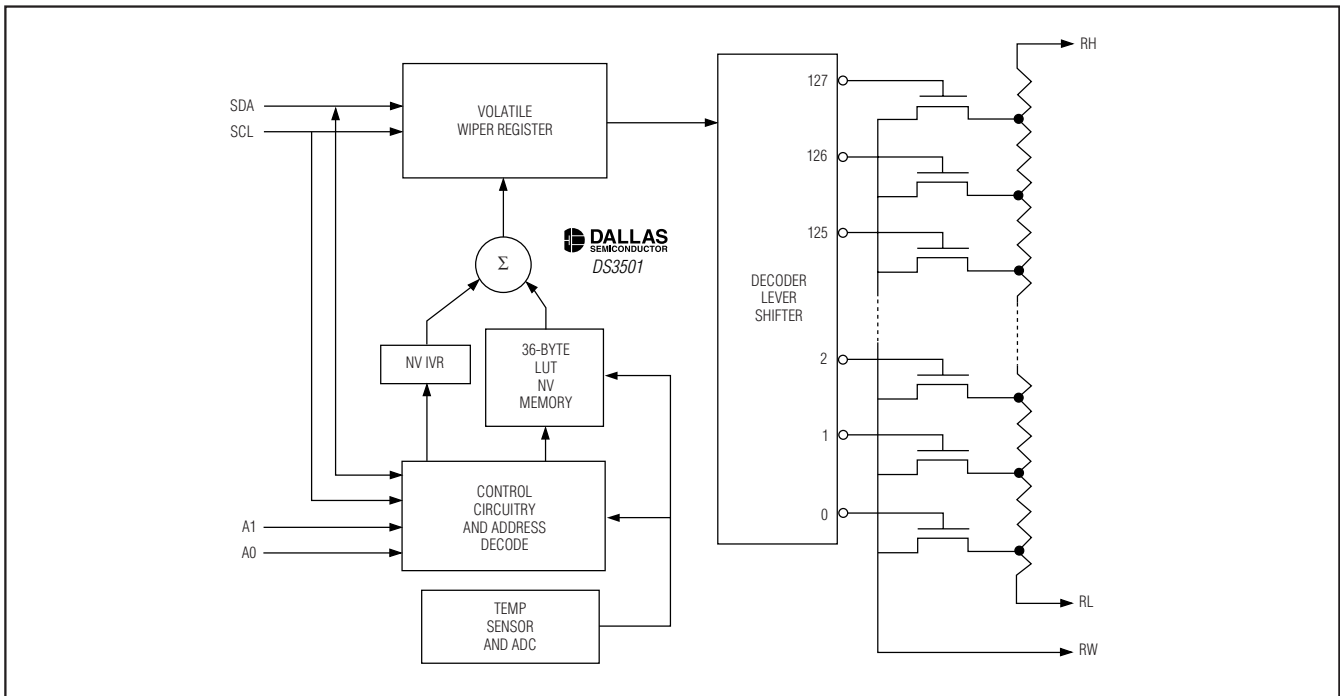 SDA
SCL
A1
A0
VOLATILE
WIPER REGISTER
Σ
DALLAS
SEMICONDUCTOR
DS3501
NV IVR
36-BYTE
LUT
NV
MEMORY
CONTROL
CIRCUITRY
AND ADDRESS
DECODE
TEMP
SENSOR
AND ADC
DECODER
LEVER
SHIFTER
127
126
125
2
1
0
RH
RL
RW